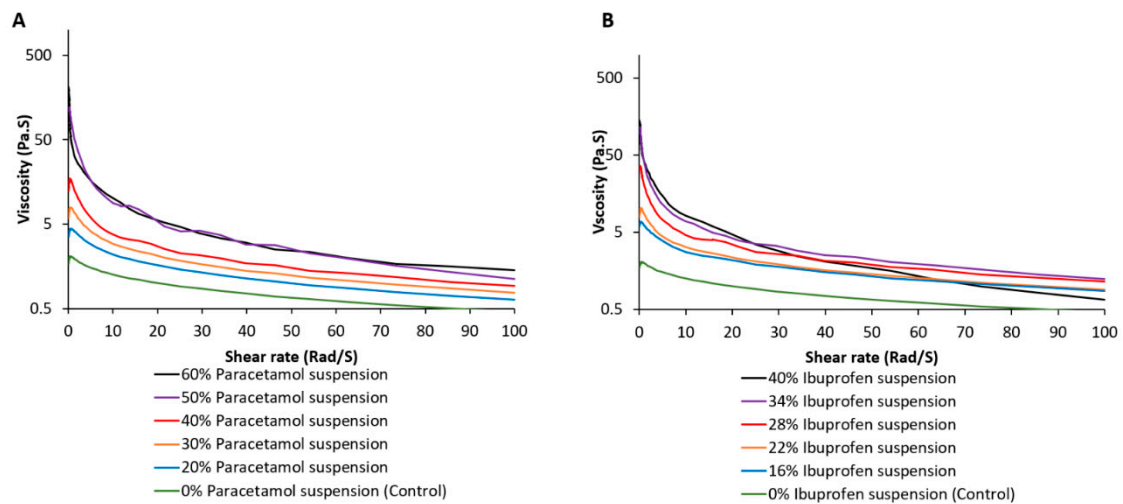 A
Viscosity (Pa.S)
500
50
5
0.5
0 10 20 30 40 50 60 70 80 90 100
Shear rate (Rad/S)
60% Paracetamol suspension
50% Paracetamol suspension
40% Paracetamol suspension
30% Paracetamol suspension
20% Paracetamol suspension
0% Paracetamol suspension (Control)
B
Vscosity (Pa.S)
500
50
5
0.5
0 10 20 30 40 50 60 70 80 90 100
Shear rate (Rad/S)
40% Ibuprofen suspension
34% Ibuprofen suspension
28% Ibuprofen suspension
22% Ibuprofen suspension
16% Ibuprofen suspension
0% Ibuprofen suspension (Control)